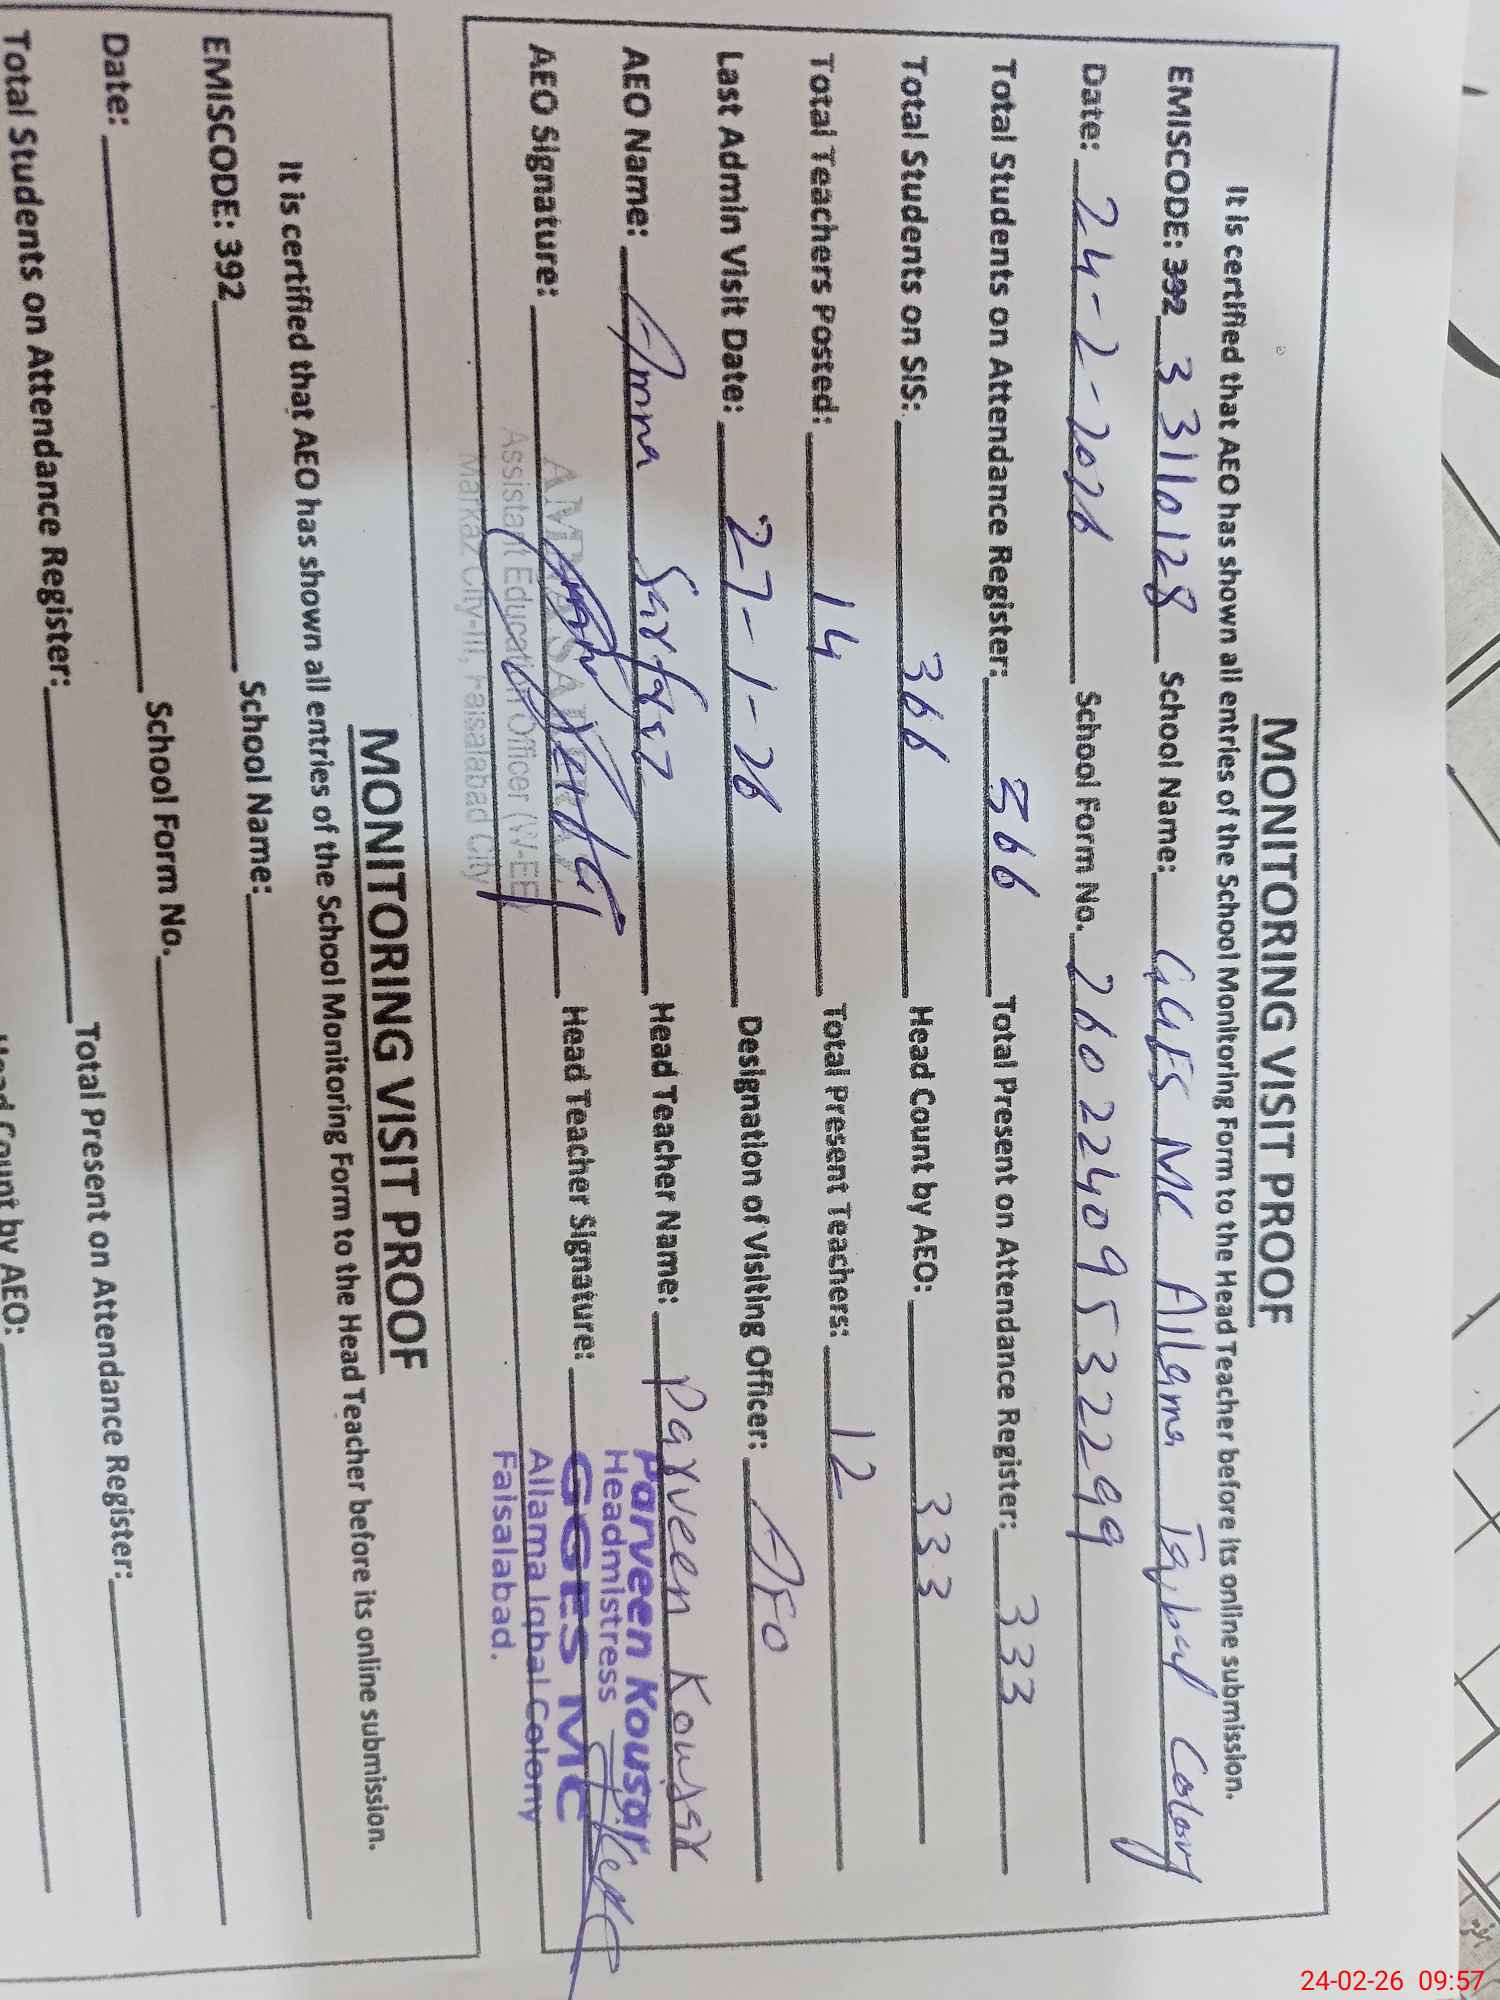 MONITORING VISIT PROOF
It is certified that AEO has shown all entries of the School Monitoring Form to the Head Teacher before its online submission.
EMISCODE: 392 33110128 School Name: GGES MC Allama Iqbal Colony
Date: 24-2-2026 School Form No. 26022409532299
Total Students on Attendance Register: 366 Total Present on Attendance Register: 333
Total Students on SIS: 366 Head Count by AEO: 333
Total Teachers Posted: 14 Total Present Teachers: 12
Last Admin Visit Date: 27-1-26 Designation of Visiting Officer: AEO
AEO Name: Amna Sarfraz Head Teacher Name: Parveen Kousar
AEO Signature: Head Teacher Signature:
Assistant Education Officer (W-EE)
Markaz City-III, Faisalabad City
Parveen Kousar
Headmistress
GGES MC
Allama Iqbal Colony
Faisalabad.
MONITORING VISIT PROOF
It is certified that AEO has shown all entries of the School Monitoring Form to the Head Teacher before its online submission.
EMISCODE: 392 School Name:
Date: School Form No.
Total Students on Attendance Register: Total Present on Attendance Register:
Head Count by AEO:
24-02-26 09:57